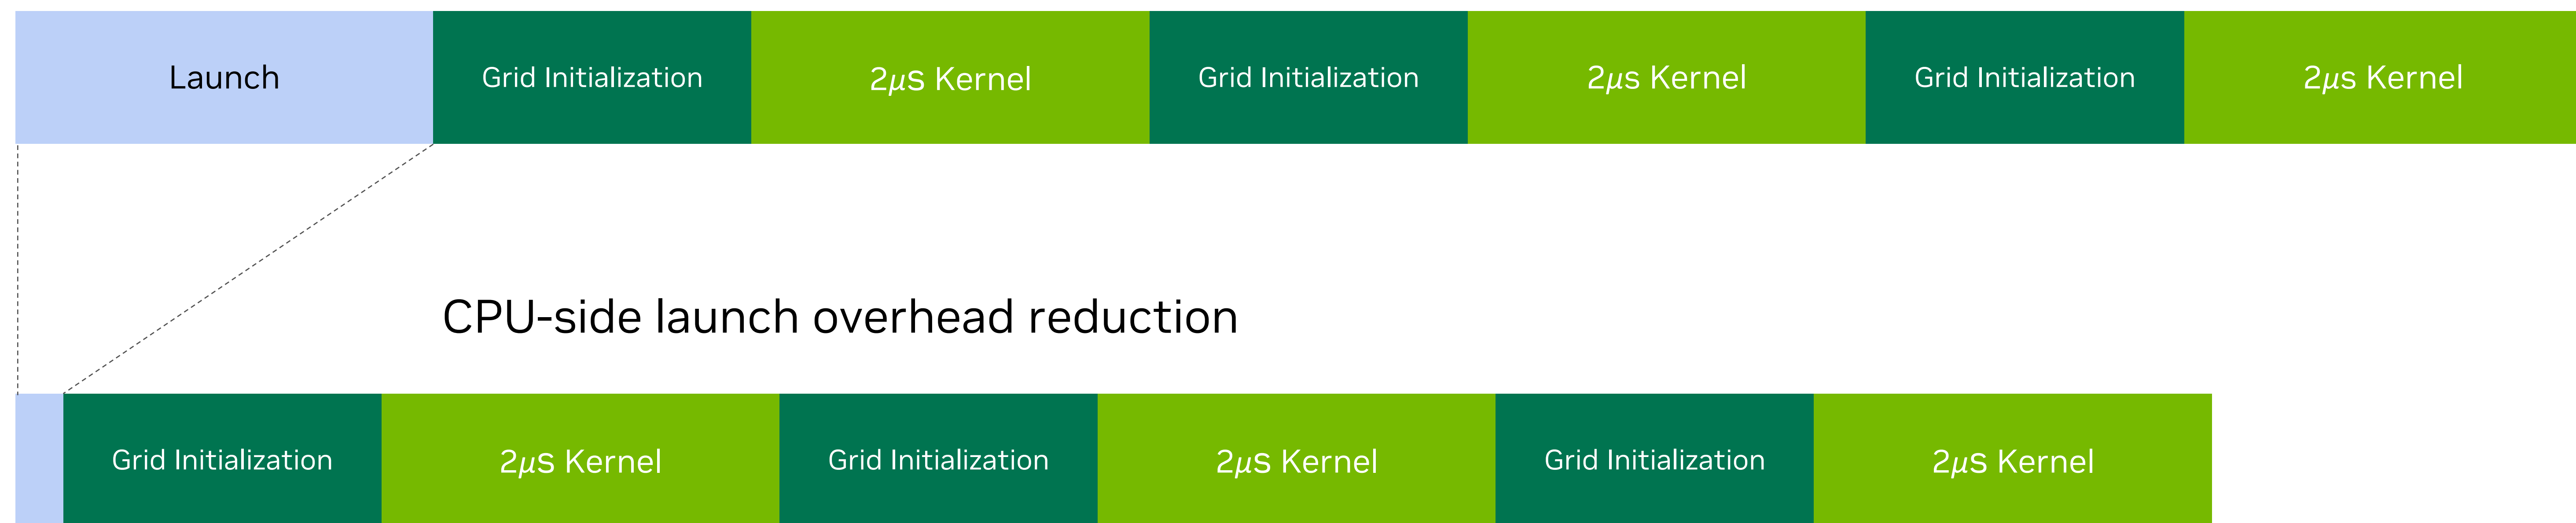 Launch
Grid Initialization
2μs Kernel
Grid Initialization
2μs Kernel
Grid Initialization
2μs Kernel
CPU-side launch overhead reduction
Grid Initialization
2μs Kernel
Grid Initialization
2μs Kernel
Grid Initialization
2μs Kernel